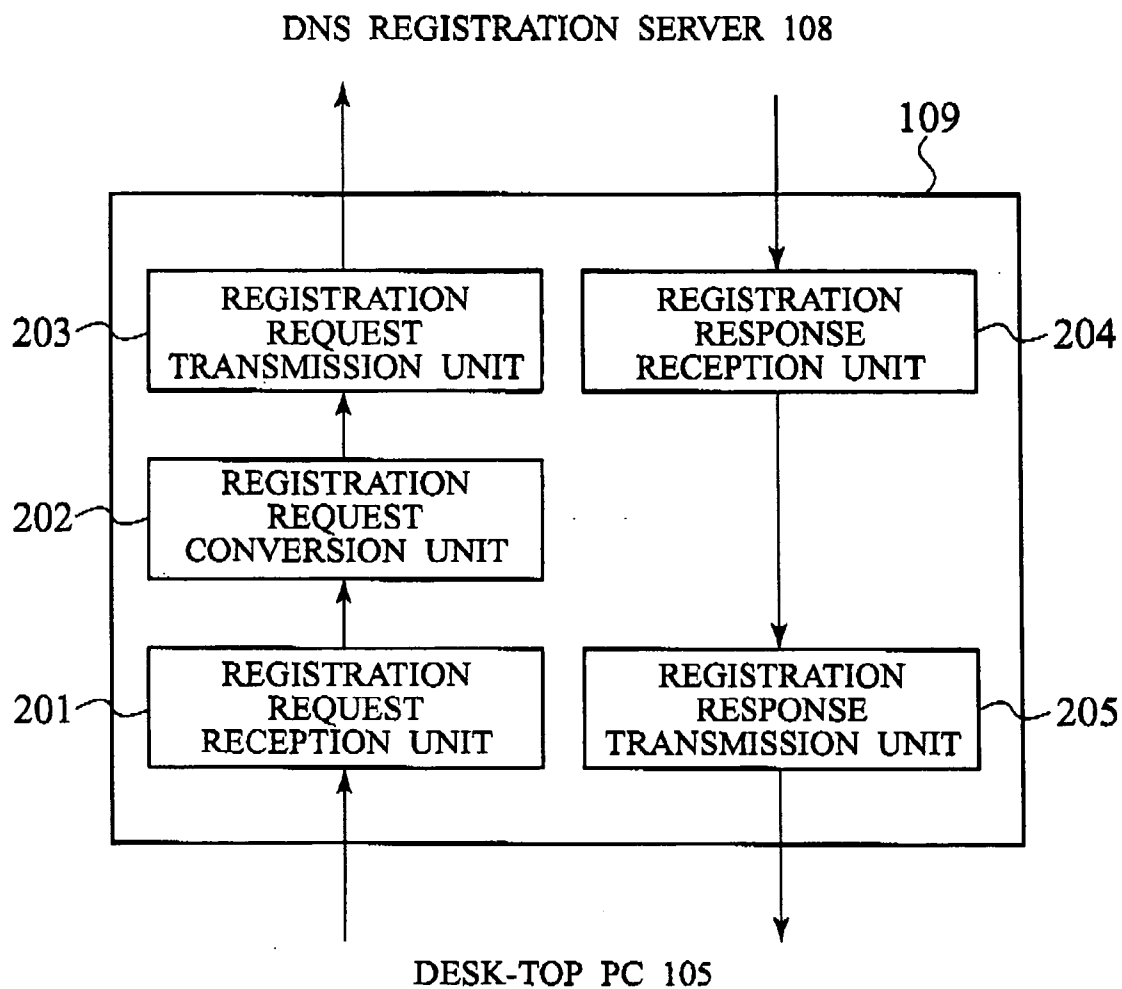 DNS REGISTRATION SERVER 108
109
REGISTRATION
REQUEST
TRANSMISSION UNIT
203
REGISTRATION
RESPONSE
RECEPTION UNIT
204
REGISTRATION
REQUEST
CONVERSION UNIT
202
REGISTRATION
REQUEST
RECEPTION UNIT
201
REGISTRATION
RESPONSE
TRANSMISSION UNIT
205
DESK-TOP PC 105